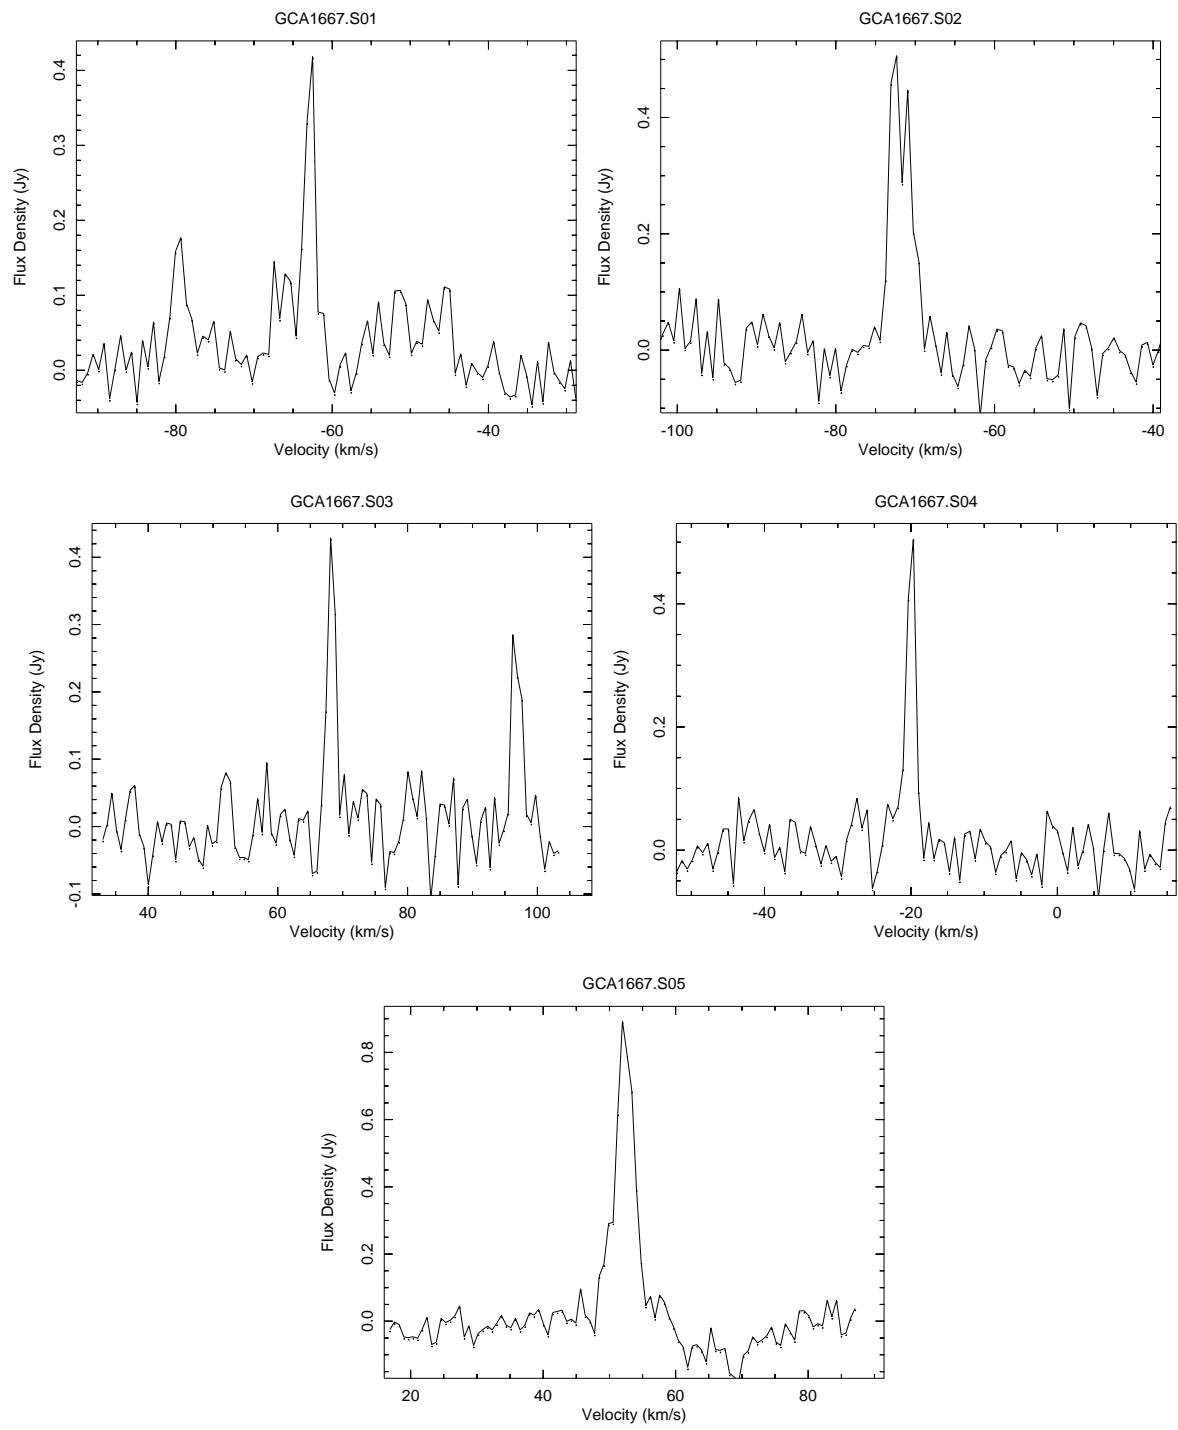 GCA1667.S01
GCA1667.S02
Flux Density (Jy)
0.0 0.1 0.2 0.3 0.4
-80 -60 -40
Velocity (km/s)
Flux Density (Jy)
0.0 0.2 0.4
-100 -80 -60 -40
Velocity (km/s)
GCA1667.S03
GCA1667.S04
Flux Density (Jy)
-0.1 0.0 0.1 0.2 0.3 0.4
40 60 80 100
Velocity (km/s)
Flux Density (Jy)
0.0 0.2 0.4
-40 -20 0
Velocity (km/s)
GCA1667.S05
Flux Density (Jy)
0.0 0.2 0.4 0.6 0.8
20 40 60 80
Velocity (km/s)